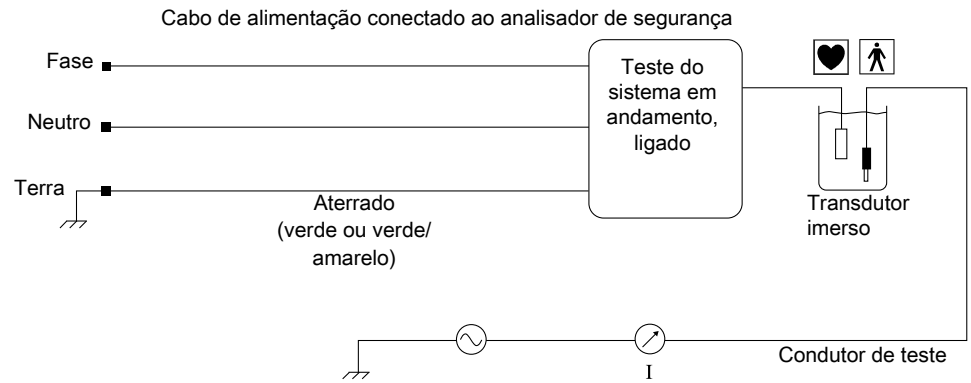 Cabo de alimentação conectado ao analisador de segurança
Fase
Neutro
Terra
Aterrado
(verde ou verde/
amarelo)
Teste do
sistema em
andamento,
ligado
Transdutor
imerso
Condutor de teste
I